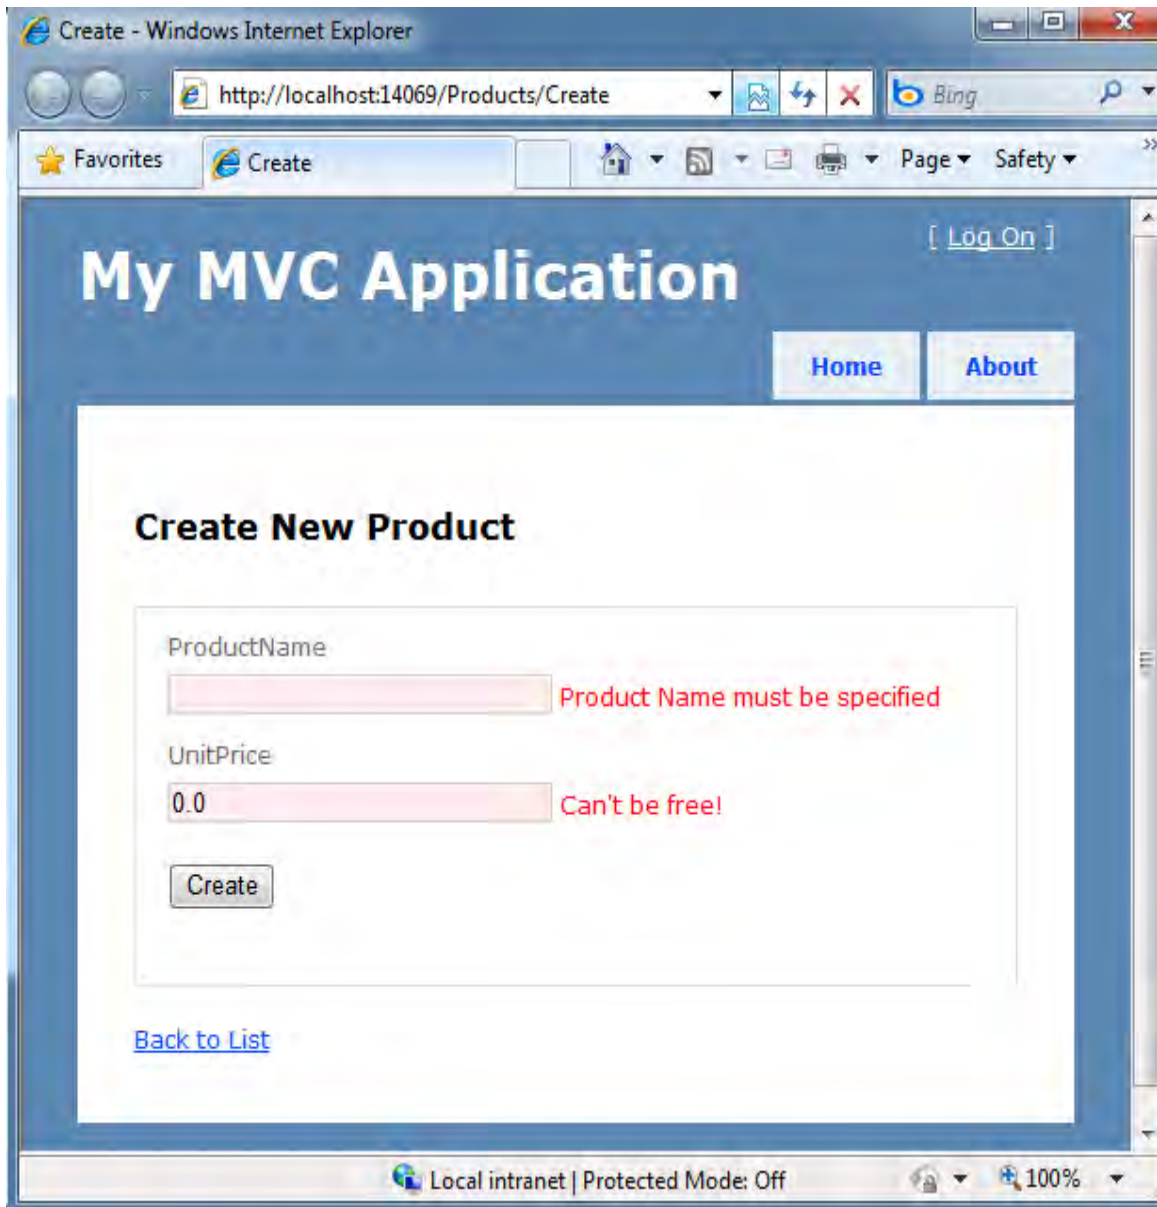 Create - Windows Internet Explorer
http://localhost:14069/Products/Create
Bing
Favorites
Create
Page
Safety
[ Log On ]
My MVC Application
Home
About
Create New Product
ProductName
Product Name must be specified
UnitPrice
0.0
Can't be free!
Create
Back to List
Local intranet | Protected Mode: Off
100%